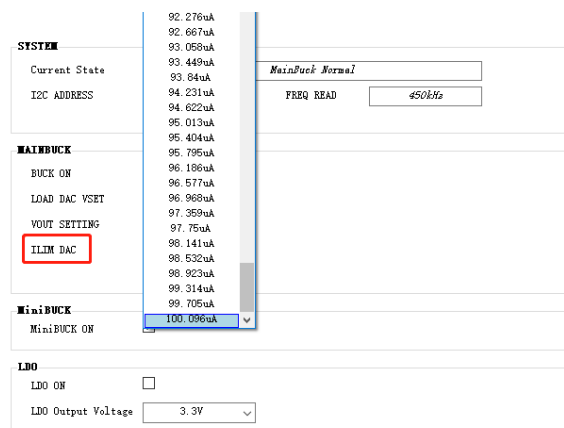 92.276uA
92.667uA
93.058uA
SYSTEM
93.449uA
Current State
MainBuck Normal
93.84uA
94.231uA
I2C ADDRESS
FREQ READ
450kHz
94.622uA
95.013uA
95.404uA
MAINBUCK
95.795uA
96.186uA
BUCK ON
96.577uA
LOAD DAC VSET
96.968uA
97.359uA
VOUT SETTING
97.75uA
98.141uA
ILIM DAC
98.532uA
98.923uA
99.314uA
99.705uA
MiniBUCK
100.096uA
MiniBUCK ON
LDO
LDO ON
LDO Output Voltage
3.3V